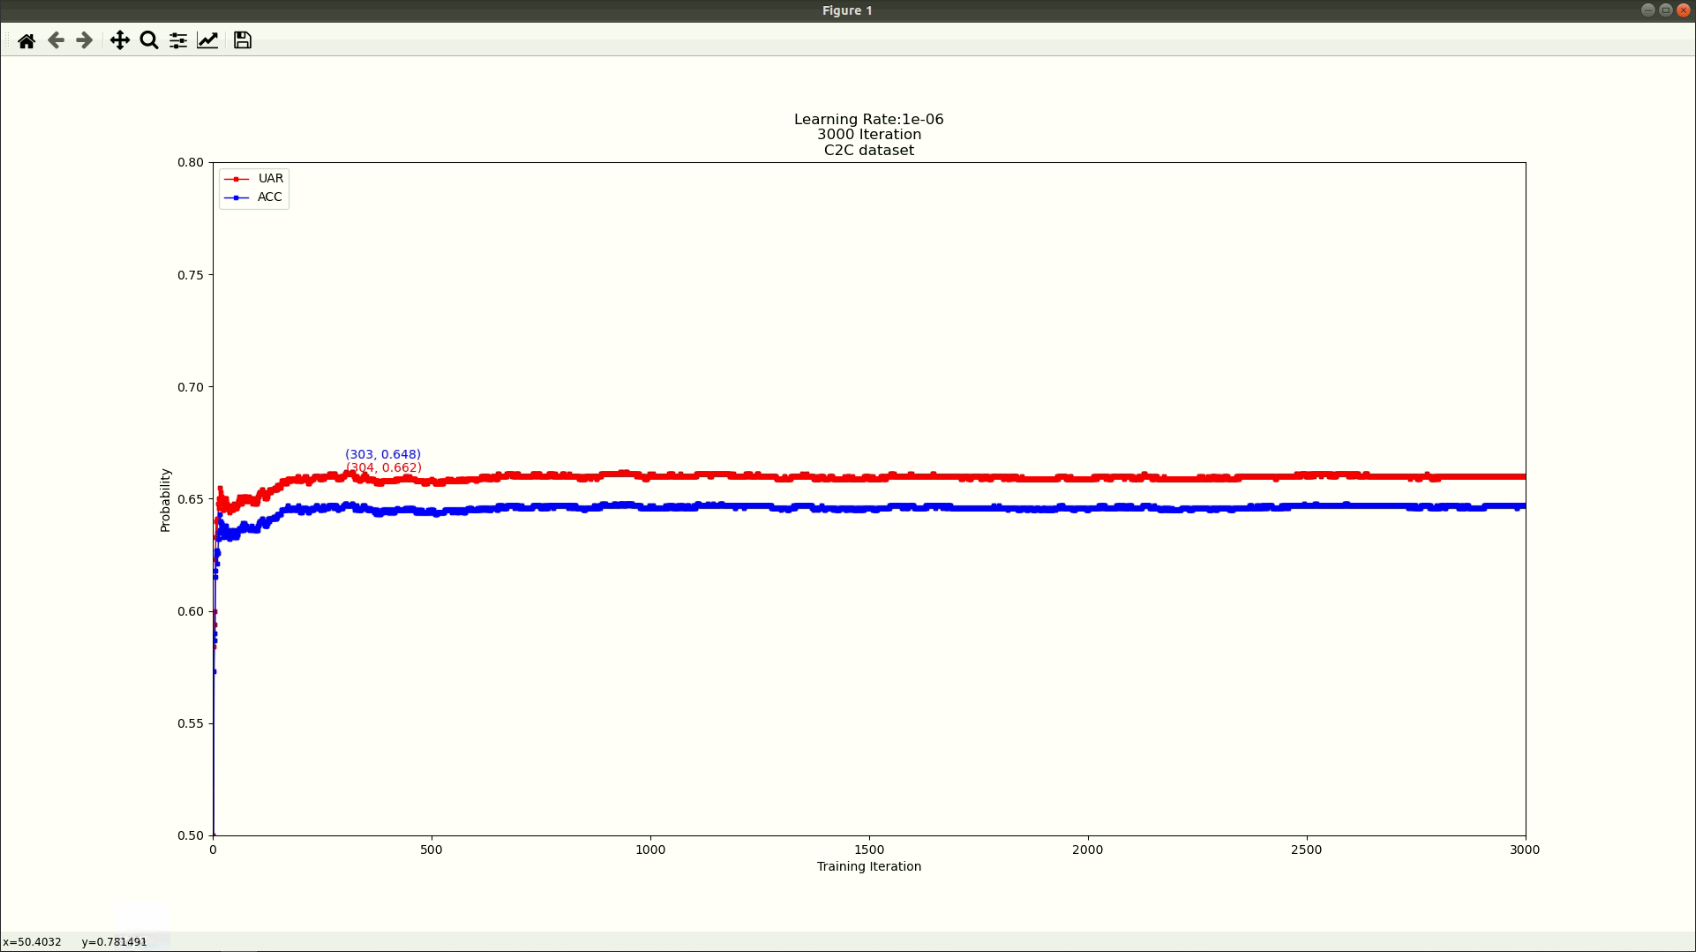 Figure 1
Learning Rate:1e-06
3000 Iteration
C2C dataset
0.80
UAR
ACC
0.75
0.70
(303, 0.648)
(304, 0.662)
0.65
Probability
0.60
0.55
0.50
0 500 1000 1500 2000 2500 3000
Training Iteration
x=50.4032 y=0.781491